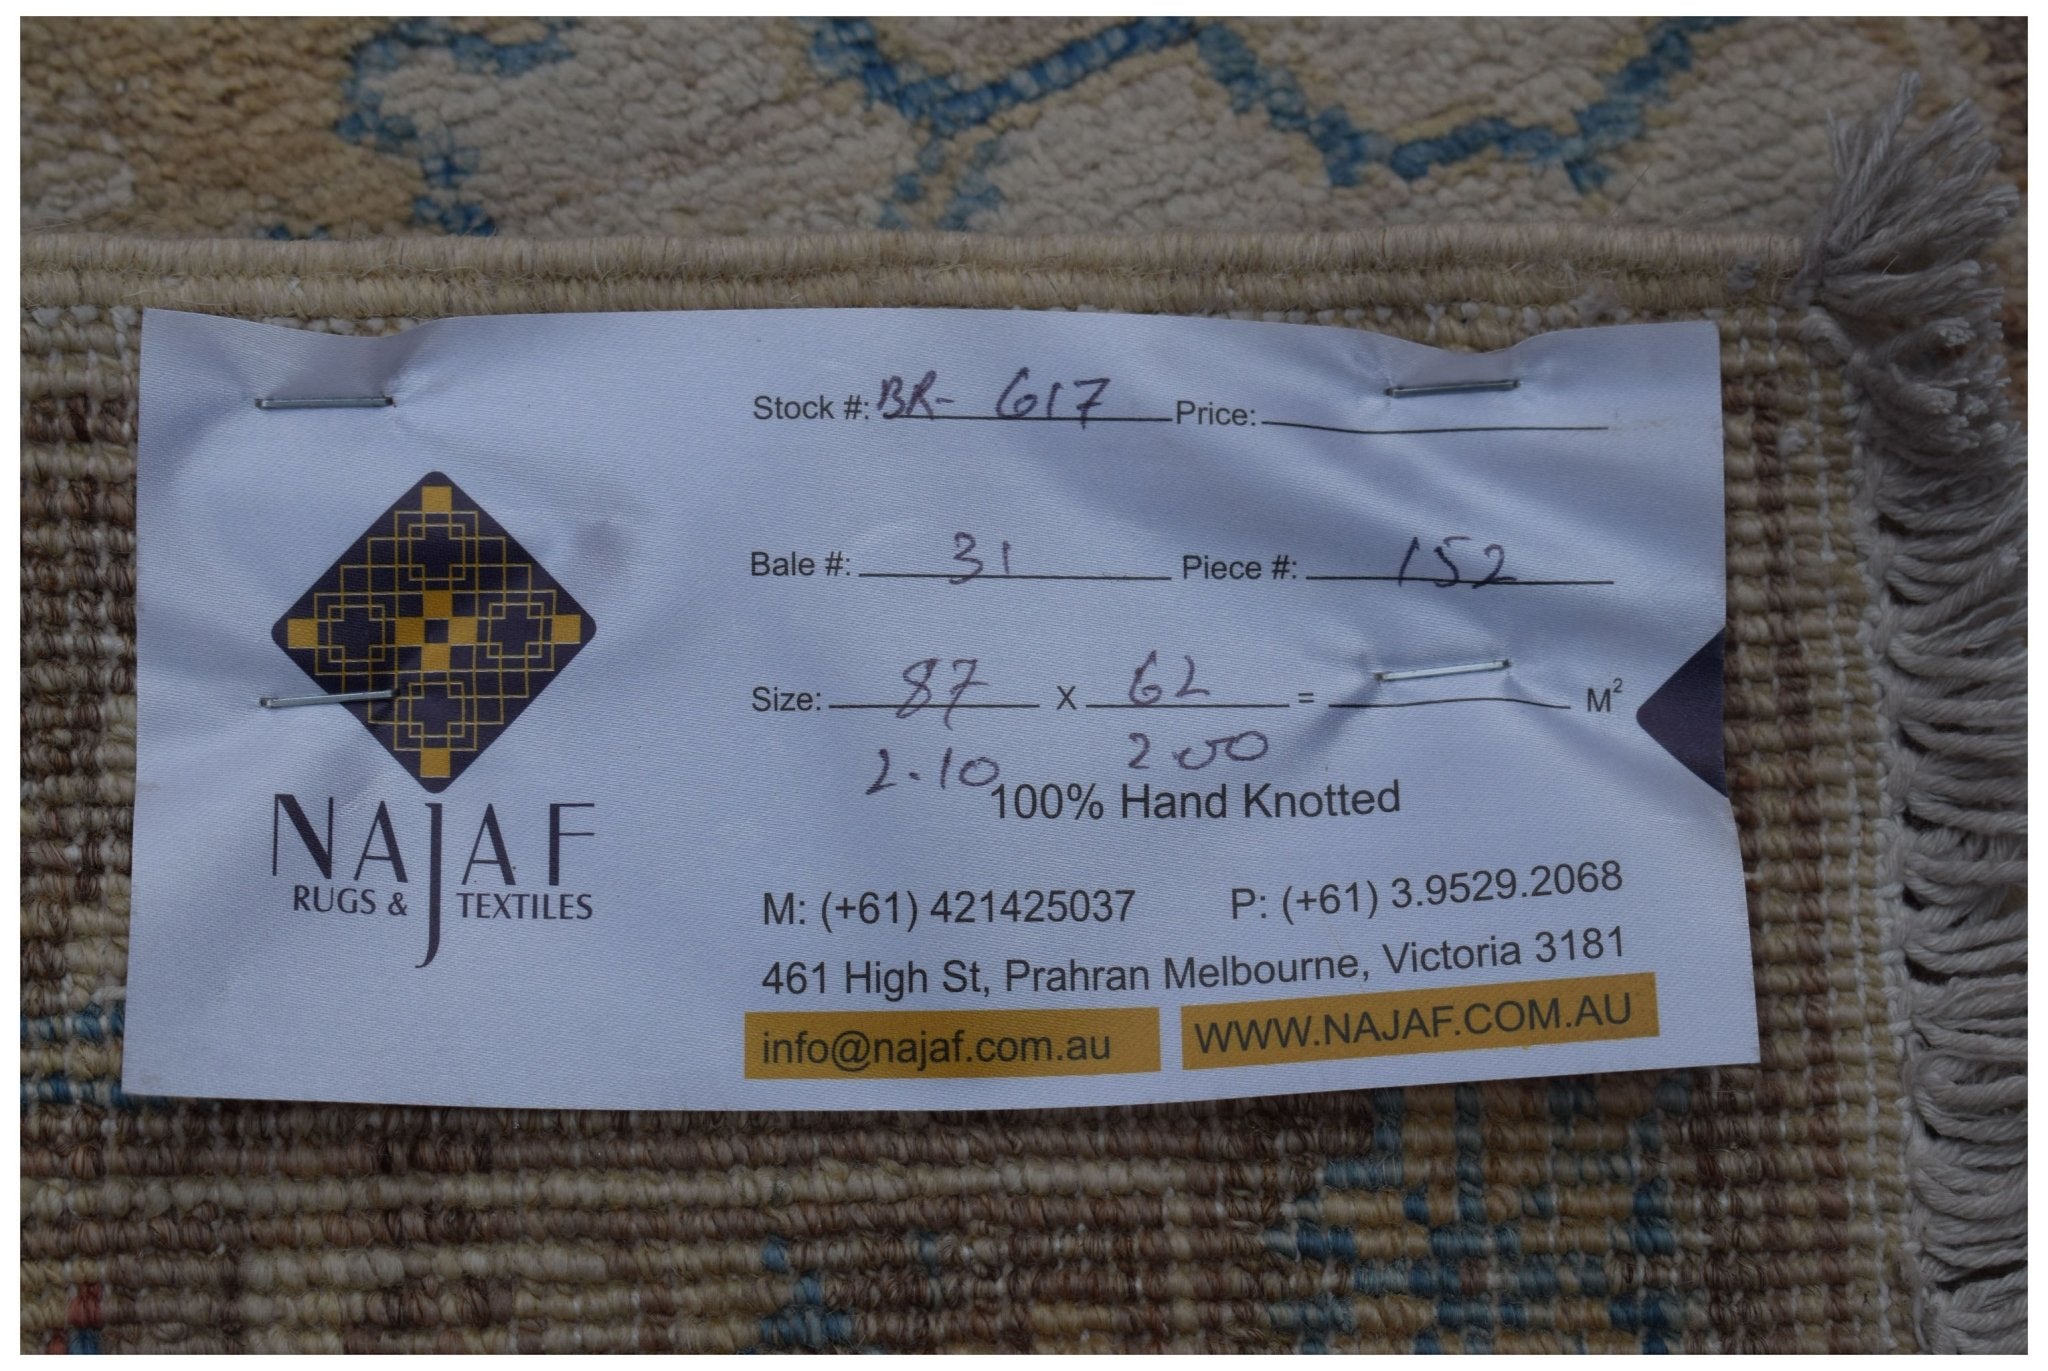 Stock #: BR- 617 Price:
Bale #: 31 Piece #: 152
Size: 87 X 62 = M²
2.10 2.00
100% Hand Knotted
NAJAF
RUGS & TEXTILES
M: (+61) 421425037 P: (+61) 3.9529.2068
461 High St, Prahran Melbourne, Victoria 3181
info@najaf.com.au WWW.NAJAF.COM.AU